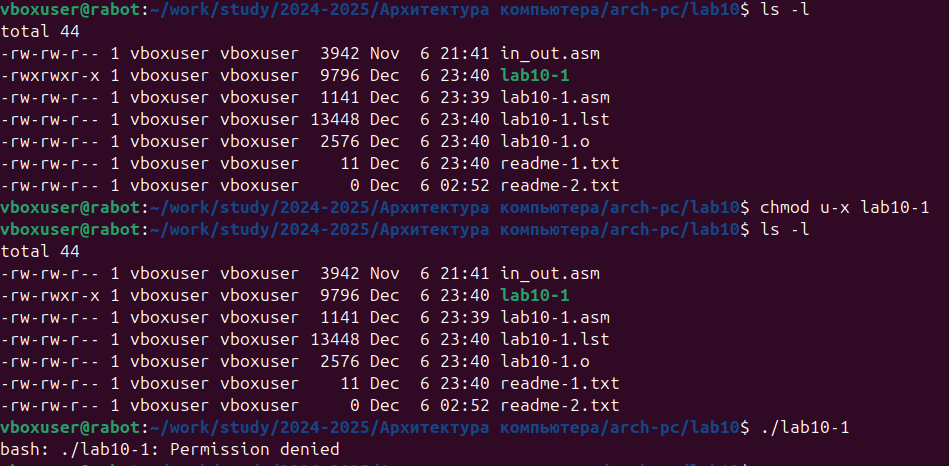 vboxuser@rabot:~/work/study/2024-2025/Архитектура компьютера/arch-pc/lab10$ ls -l
total 44
-rw-rw-r-- 1 vboxuser vboxuser  3942 Nov  6 21:41 in_out.asm
-rwxrwxr-x 1 vboxuser vboxuser  9796 Dec  6 23:40 lab10-1
-rw-rw-r-- 1 vboxuser vboxuser  1141 Dec  6 23:39 lab10-1.asm
-rw-rw-r-- 1 vboxuser vboxuser 13448 Dec  6 23:40 lab10-1.lst
-rw-rw-r-- 1 vboxuser vboxuser  2576 Dec  6 23:40 lab10-1.o
-rw-rw-r-- 1 vboxuser vboxuser    11 Dec  6 23:40 readme-1.txt
-rw-rw-r-- 1 vboxuser vboxuser     0 Dec  6 02:52 readme-2.txt
vboxuser@rabot:~/work/study/2024-2025/Архитектура компьютера/arch-pc/lab10$ chmod u-x lab10-1
vboxuser@rabot:~/work/study/2024-2025/Архитектура компьютера/arch-pc/lab10$ ls -l
total 44
-rw-rw-r-- 1 vboxuser vboxuser  3942 Nov  6 21:41 in_out.asm
-rw-rwxr-x 1 vboxuser vboxuser  9796 Dec  6 23:40 lab10-1
-rw-rw-r-- 1 vboxuser vboxuser  1141 Dec  6 23:39 lab10-1.asm
-rw-rw-r-- 1 vboxuser vboxuser 13448 Dec  6 23:40 lab10-1.lst
-rw-rw-r-- 1 vboxuser vboxuser  2576 Dec  6 23:40 lab10-1.o
-rw-rw-r-- 1 vboxuser vboxuser    11 Dec  6 23:40 readme-1.txt
-rw-rw-r-- 1 vboxuser vboxuser     0 Dec  6 02:52 readme-2.txt
vboxuser@rabot:~/work/study/2024-2025/Архитектура компьютера/arch-pc/lab10$ ./lab10-1
bash: ./lab10-1: Permission denied